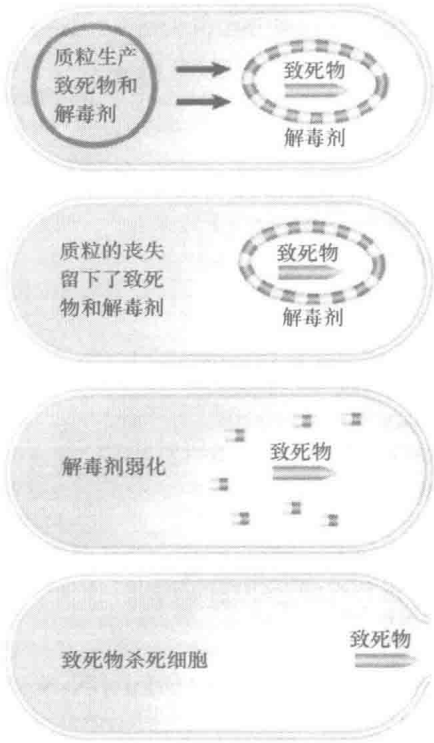 质粒生产
致死物和
解毒剂
致死物
解毒剂
质粒的丧失
留下了致死
物和解毒剂
致死物
解毒剂
解毒剂弱化
致死物
致死物杀死细胞
致死物